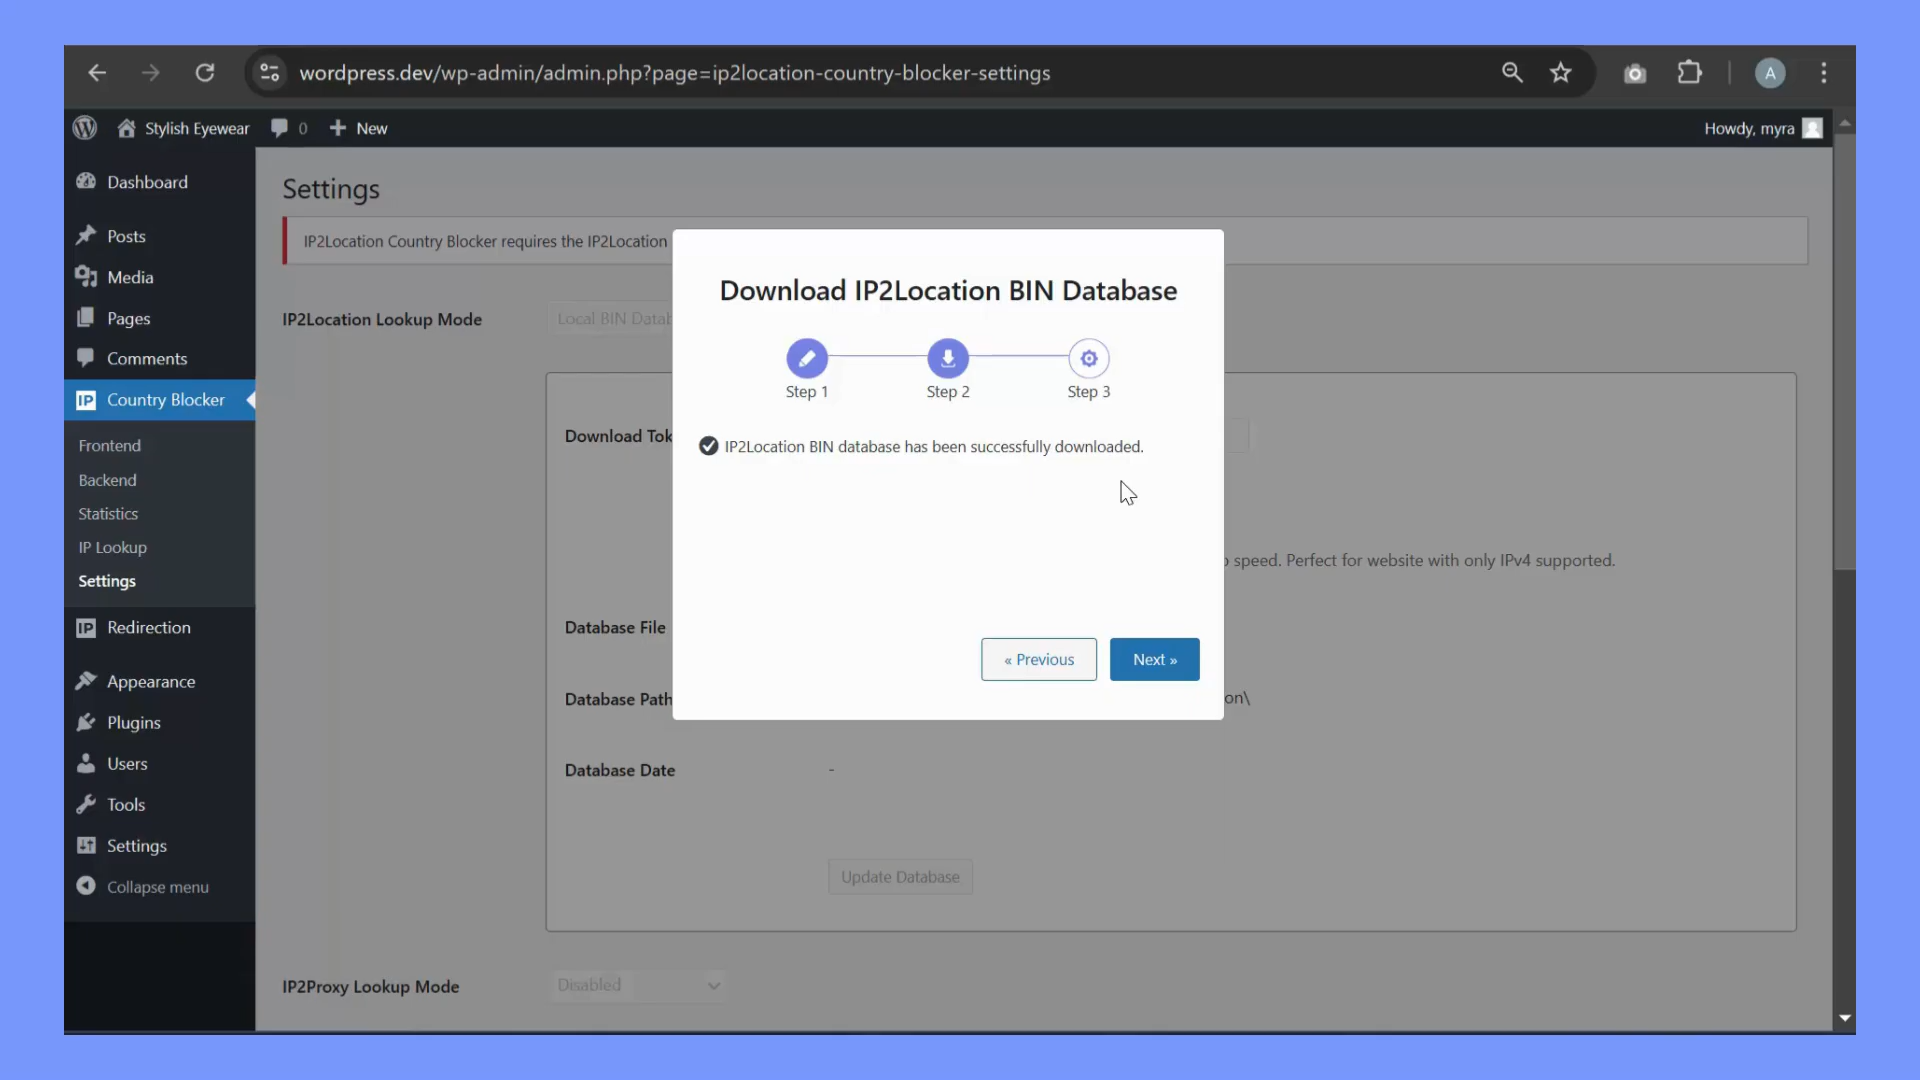 wordpress.dev/wp-admin/admin.php?page=ip2location-country-blocker-settings
A
Stylish Eyewear 0 New
Howdy, myra
Dashboard
Posts
Media
Pages
Comments
IP Country Blocker
Frontend
Backend
Statistics
IP Lookup
Settings
IP Redirection
Appearance
Plugins
Users
Tools
Settings
Collapse menu
Settings
IP2Location Country Blocker requires the IP2Location
IP2Location Lookup Mode
Local BIN Datab
Download Tok
speed. Perfect for website with only IPv4 supported.
Database File
Database Path
on\
Database Date
-
Update Database
IP2Proxy Lookup Mode
Disabled
Download IP2Location BIN Database
Step 1
Step 2
Step 3
IP2Location BIN database has been successfully downloaded.
« Previous
Next »